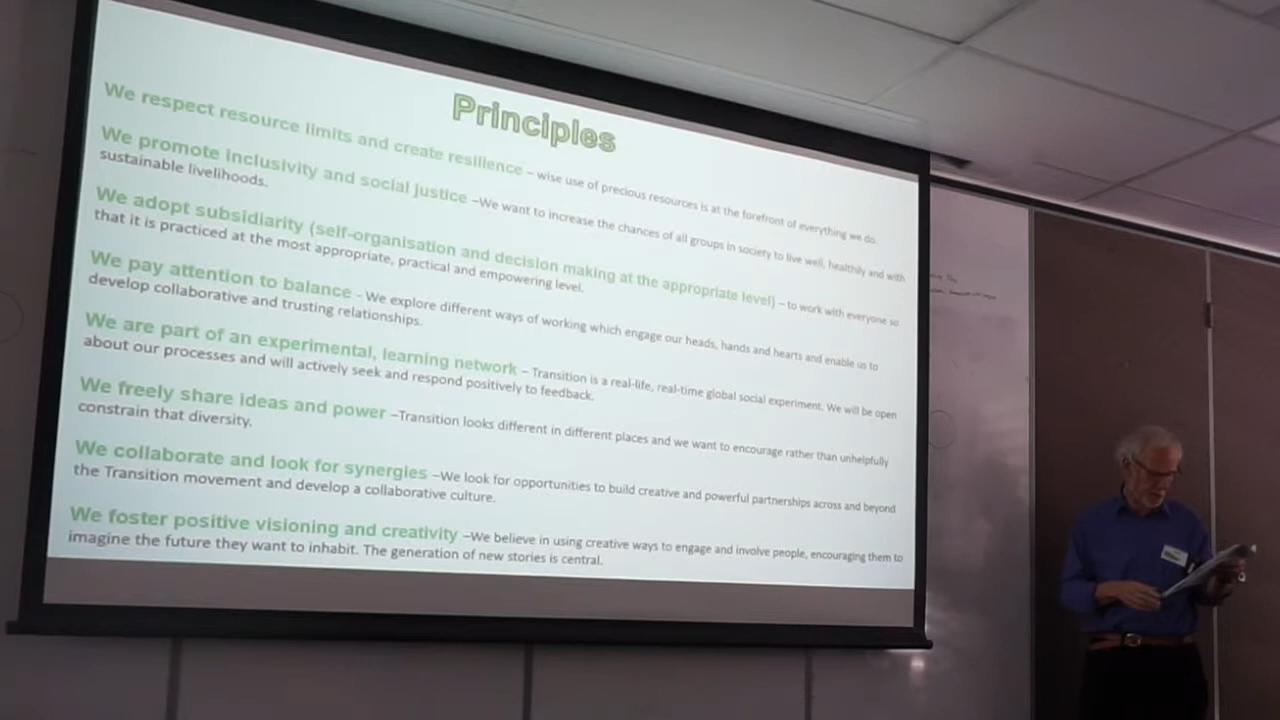 Principles
We respect resource limits and create resilience – wise use of precious resources is at the forefront of everything we do.
We promote inclusivity and social justice –We want to increase the chances of all groups in society to live well, healthily and with
sustainable livelihoods.
We adopt subsidiarity (self-organisation and decision making at the appropriate level) – to work with everyone so
that it is practiced at the most appropriate, practical and empowering level.
We pay attention to balance - We explore different ways of working which engage our heads, hands and hearts and enable us to
develop collaborative and trusting relationships.
We are part of an experimental, learning network – Transition is a real-life, real-time global social experiment. We will be open
about our processes and will actively seek and respond positively to feedback.
We freely share ideas and power –Transition looks different in different places and we want to encourage rather than unhelpfully
constrain that diversity.
We collaborate and look for synergies –We look for opportunities to build creative and powerful partnerships across and beyond
the Transition movement and develop a collaborative culture.
We foster positive visioning and creativity –We believe in using creative ways to engage and involve people, encouraging them to
imagine the future they want to inhabit. The generation of new stories is central.